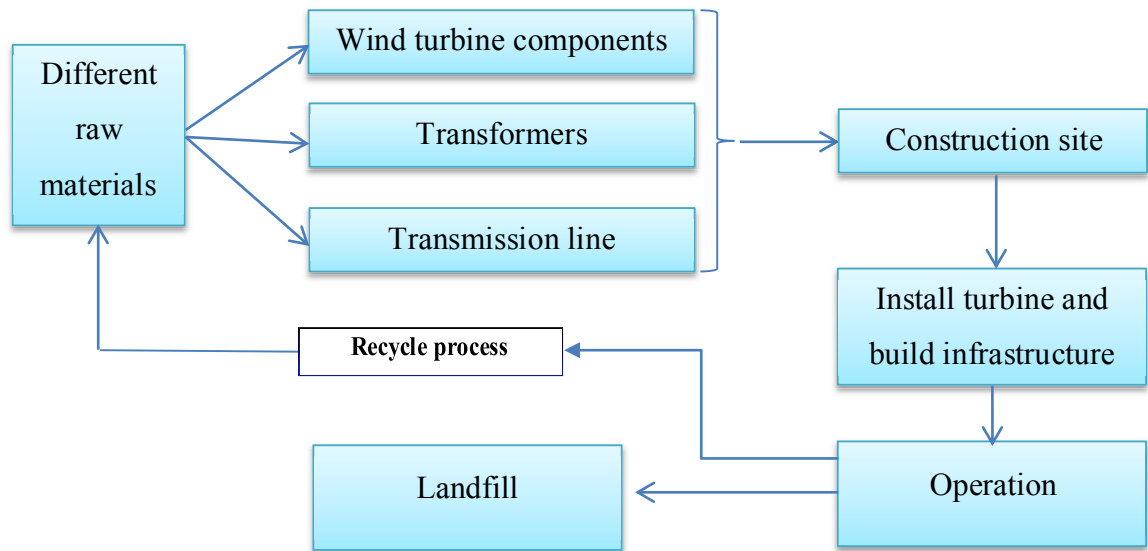 Different
raw
materials
Wind turbine components
Transformers
Transmission line
Construction site
Install turbine and
build infrastructure
Recycle process
Landfill
Operation